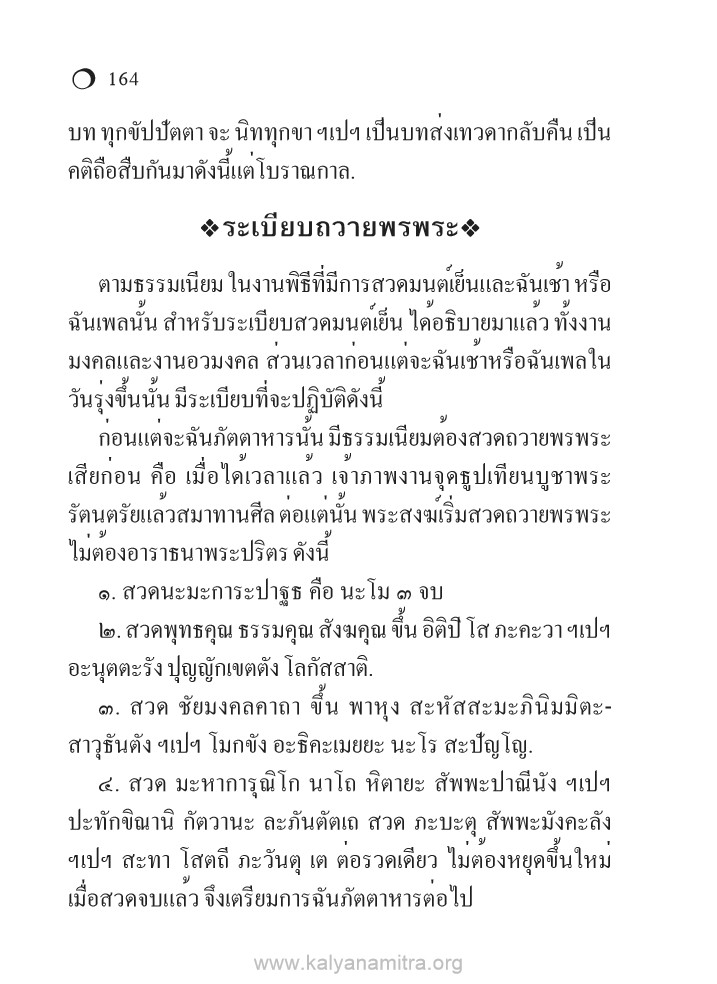 ❍ 164
บท ทุกขัปปัตตา จะ นิททุกขา ฯเปฯ เป็นบทส่งเทวดากลับคืน เป็น
คติถือสืบกันมาดังนี้แต่โบราณกาล.
❖ระเบียบถวายพรพระ❖
ตามธรรมเนียม ในงานพิธีที่มีการสวดมนต์เย็นและฉันเช้า หรือ
ฉันเพลนั้น สำหรับระเบียบสวดมนต์เย็น ได้อธิบายมาแล้ว ทั้งงาน
มงคลและงานอวมงคล ส่วนเวลาก่อนแต่จะฉันเช้าหรือฉันเพลใน
วันรุ่งขึ้นนั้น มีระเบียบที่จะปฏิบัติดังนี้
ก่อนแต่จะฉันภัตตาหารนั้น มีธรรมเนียมต้องสวดถวายพรพระ
เสียก่อน คือ เมื่อได้เวลาแล้ว เจ้าภาพงานจุดธูปเทียนบูชาพระ
รัตนตรัยแล้วสมาทานศีล ต่อแต่นั้น พระสงฆ์เริ่มสวดถวายพรพระ
ไม่ต้องอาราธนาพระปริตร ดังนี้
๑. สวดนะมะการะปาฐธ คือ นะโม ๓ จบ
๒. สวดพุทธคุณ ธรรมคุณ สังฆคุณ ขึ้น อิติปิ โส ภะคะวา ฯเปฯ
อะนุตตะรัง ปุญญักเขตตัง โลกัสสาติ.
๓. สวด ชัยมงคลคาถา ขึ้น พาหุง สะหัสสะมะภินิมมิตะ-
สาวุธันตัง ฯเปฯ โมกขัง อะธิคะเมยยะ นะโร สะปัญโญ.
๔. สวด มะหาการุณิโก นาโถ หิตายะ สัพพะปาณีนัง ฯเปฯ
ปะทักขิณานิ กัตวานะ ละภันตัตเถ สวด ภะบะตุ สัพพะมังคะลัง
ฯเปฯ สะทา โสตถี ภะวันตุ เต ต่อรวดเดียว ไม่ต้องหยุดขึ้นใหม่
เมื่อสวดจบแล้ว จึงเตรียมการฉันภัตตาหารต่อไป
www.kalyanamitra.org